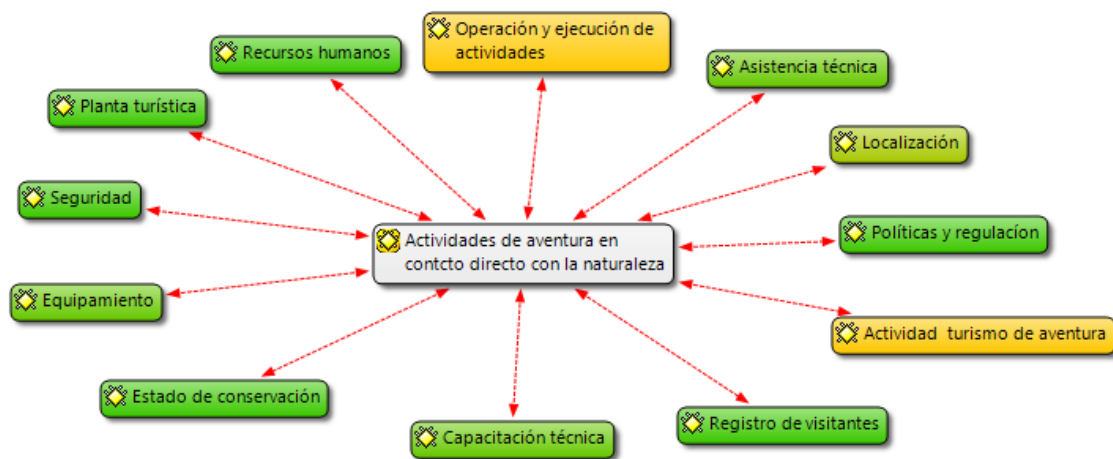 Operación y ejecución de
actividades
Recursos humanos
Asistencia técnica
Planta turística
Localización
Seguridad
Actividades de aventura en
contcto directo con la naturaleza
Políticas y regulacíon
Equipamiento
Actividad turismo de aventura
Estado de conservación
Capacitación técnica
Registro de visitantes